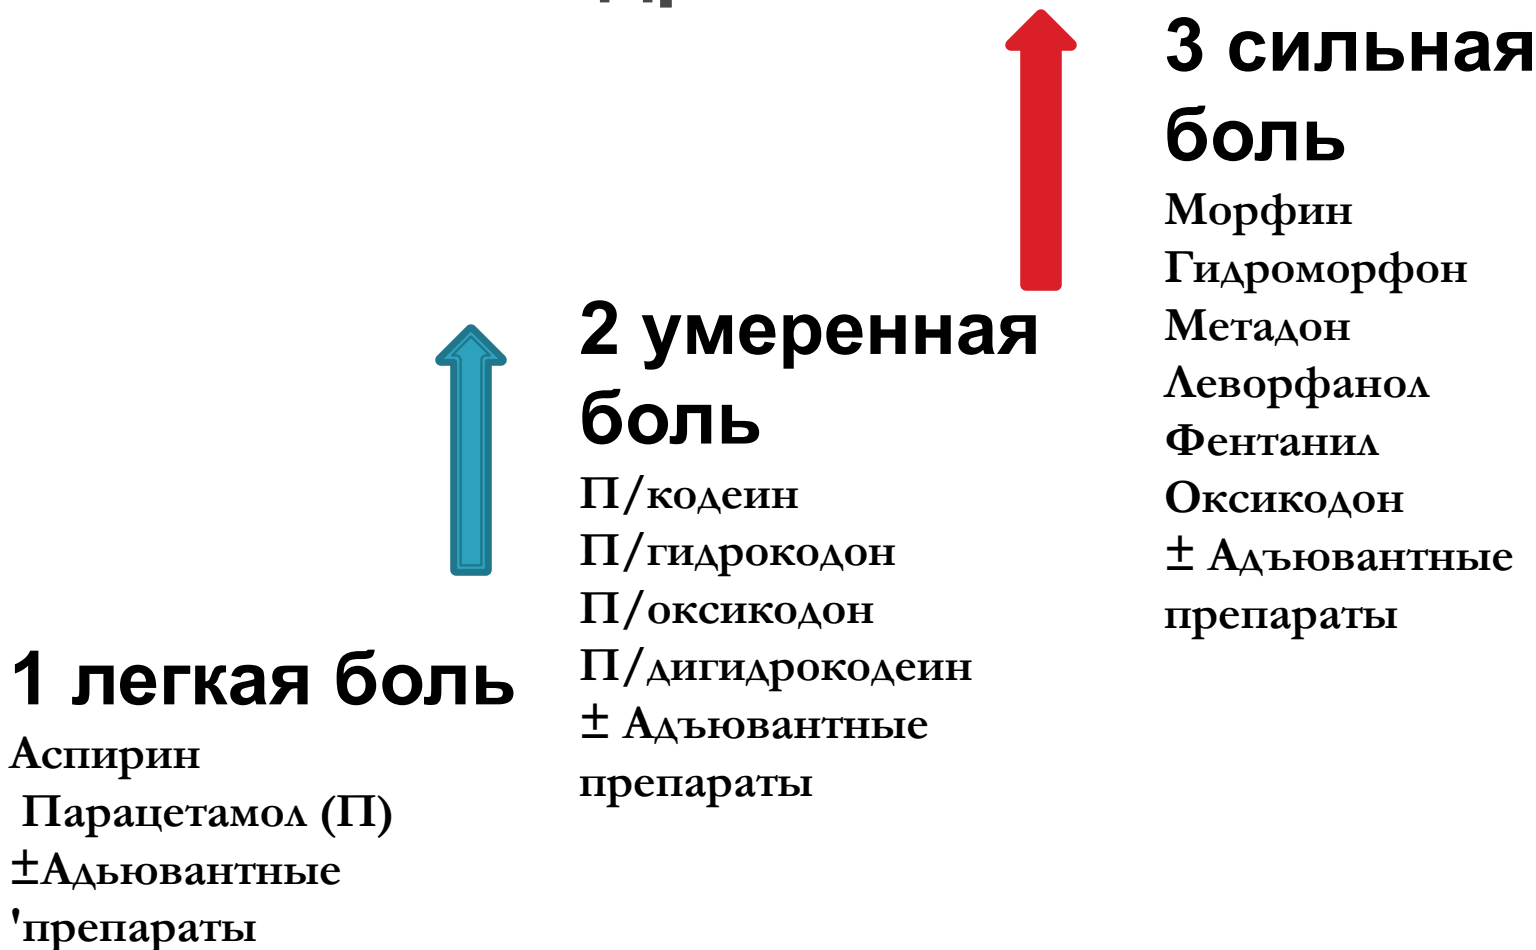 3 сильная
боль
Морфин
Гидроморфон
Метадон
Леворфанол
Фентанил
Оксикодон
± Адъювантные
препараты
2 умеренная
боль
П/кодеин
П/гидрокодон
П/оксикодон
П/дигидрокодеин
± Адъювантные
препараты
1 легкая боль
Аспирин
Парацетамол (П)
±Адьювантные
'препараты